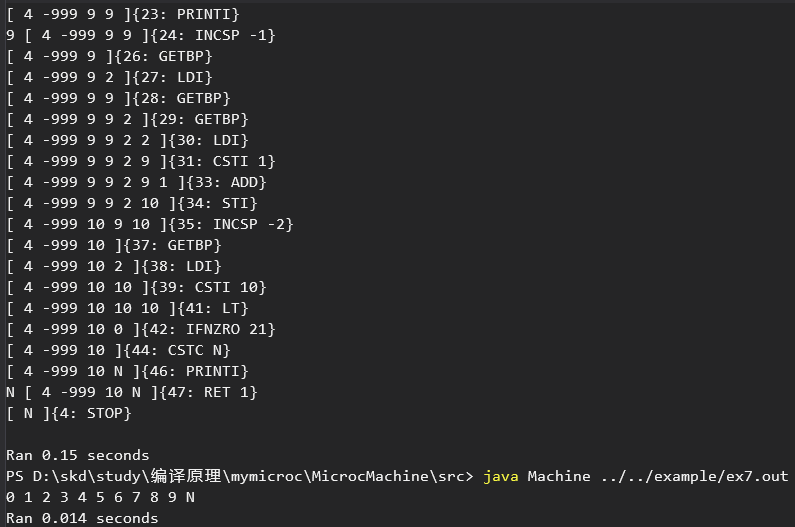 [ 4 -999 9 9 ]{23: PRINTI}
9 [ 4 -999 9 9 ]{24: INCSP -1}
[ 4 -999 9 ]{26: GETBP}
[ 4 -999 9 2 ]{27: LDI}
[ 4 -999 9 9 ]{28: GETBP}
[ 4 -999 9 9 2 ]{29: GETBP}
[ 4 -999 9 9 2 2 ]{30: LDI}
[ 4 -999 9 9 2 9 ]{31: CSTI 1}
[ 4 -999 9 9 2 9 1 ]{33: ADD}
[ 4 -999 9 9 2 10 ]{34: STI}
[ 4 -999 10 9 10 ]{35: INCSP -2}
[ 4 -999 10 ]{37: GETBP}
[ 4 -999 10 2 ]{38: LDI}
[ 4 -999 10 10 ]{39: CSTI 10}
[ 4 -999 10 10 10 ]{41: LT}
[ 4 -999 10 0 ]{42: IFNZRO 21}
[ 4 -999 10 ]{44: CSTC N}
[ 4 -999 10 N ]{46: PRINTI}
N [ 4 -999 10 N ]{47: RET 1}
[ N ]{4: STOP}
Ran 0.15 seconds
PS D:\skd\study\编译原理\mymicroc\MicrocMachine\src> java Machine ../../example/ex7.out
0 1 2 3 4 5 6 7 8 9 N
Ran 0.014 seconds